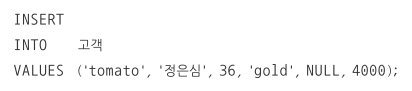 INSERT
INTO 고객
VALUES ('tomato', '정은심', 36, 'gold', NULL, 4000);